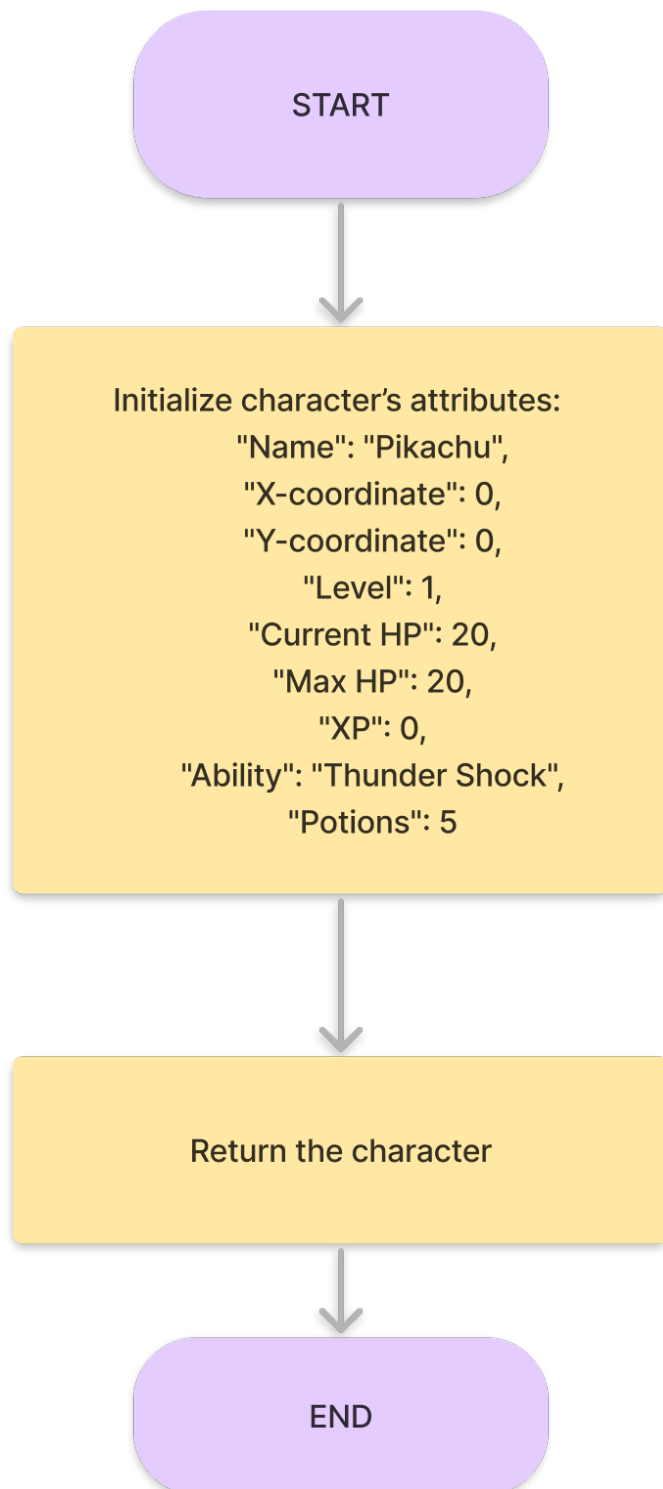 START
Initialize character’s attributes:
"Name": "Pikachu",
"X-coordinate": 0,
"Y-coordinate": 0,
"Level": 1,
"Current HP": 20,
"Max HP": 20,
"XP": 0,
"Ability": "Thunder Shock",
"Potions": 5
Return the character
END